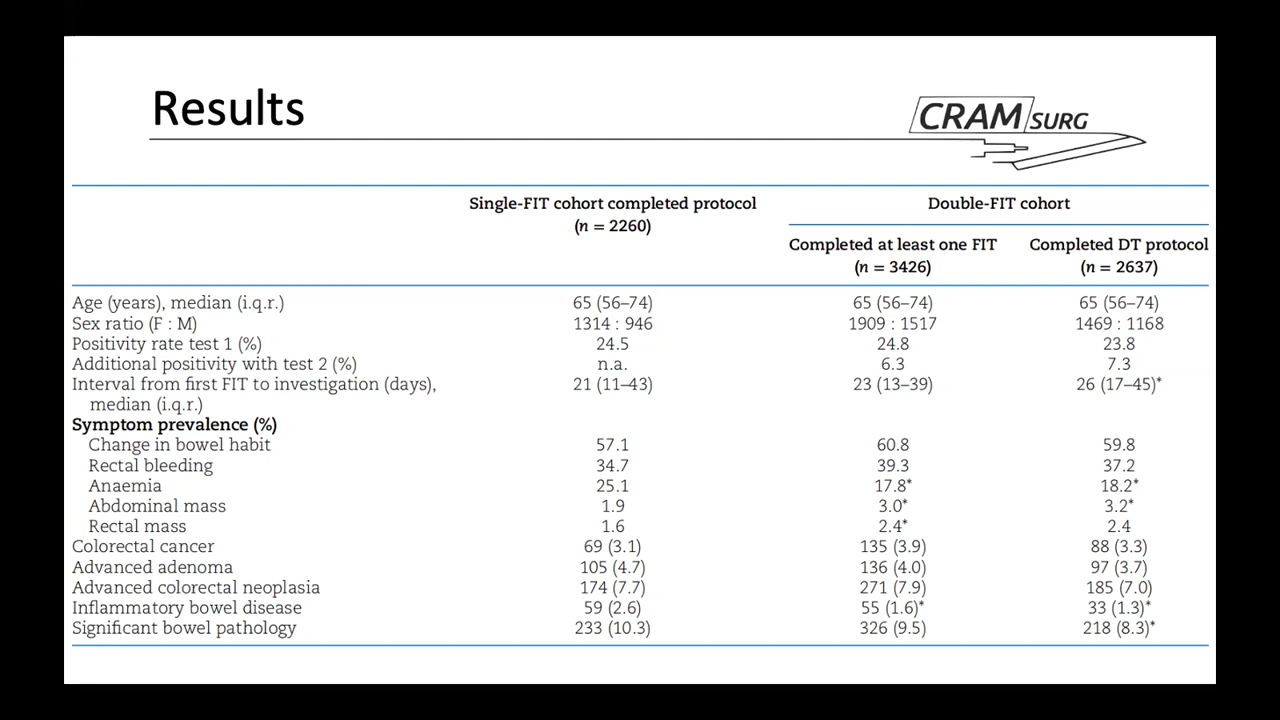 Results
CRAM SURG
Single-FIT cohort completed protocol
(n = 2260)
Double-FIT cohort
Completed at least one FIT
(n = 3426)
Completed DT protocol
(n = 2637)
Age (years), median (i.q.r.) 65 (56–74) 65 (56–74) 65 (56–74)
Sex ratio (F : M) 1314 : 946 1909 : 1517 1469 : 1168
Positivity rate test 1 (%) 24.5 24.8 23.8
Additional positivity with test 2 (%) n.a. 6.3 7.3
Interval from first FIT to investigation (days), 21 (11–43) 23 (13–39) 26 (17–45)*
median (i.q.r.)
Symptom prevalence (%)
Change in bowel habit 57.1 60.8 59.8
Rectal bleeding 34.7 39.3 37.2
Anaemia 25.1 17.8* 18.2*
Abdominal mass 1.9 3.0* 3.2*
Rectal mass 1.6 2.4* 2.4
Colorectal cancer 69 (3.1) 135 (3.9) 88 (3.3)
Advanced adenoma 105 (4.7) 136 (4.0) 97 (3.7)
Advanced colorectal neoplasia 174 (7.7) 271 (7.9) 185 (7.0)
Inflammatory bowel disease 59 (2.6) 55 (1.6)* 33 (1.3)*
Significant bowel pathology 233 (10.3) 326 (9.5) 218 (8.3)*